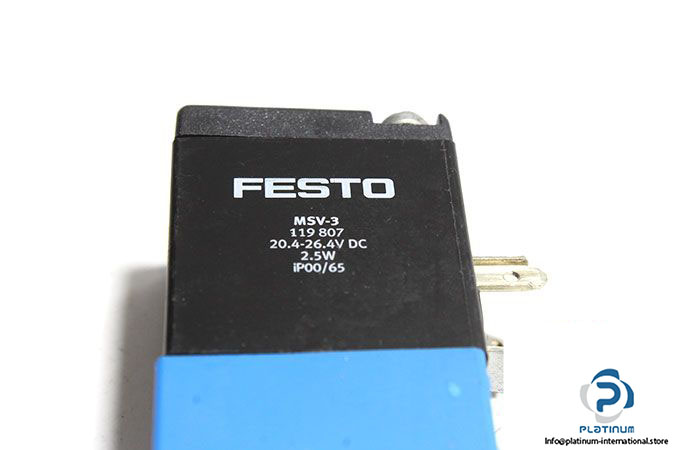 FESTO
MSV-3
119 807
20.4-26.4V DC
2.5W
iP00/65
PLATINUM
Info@platinum-international.store